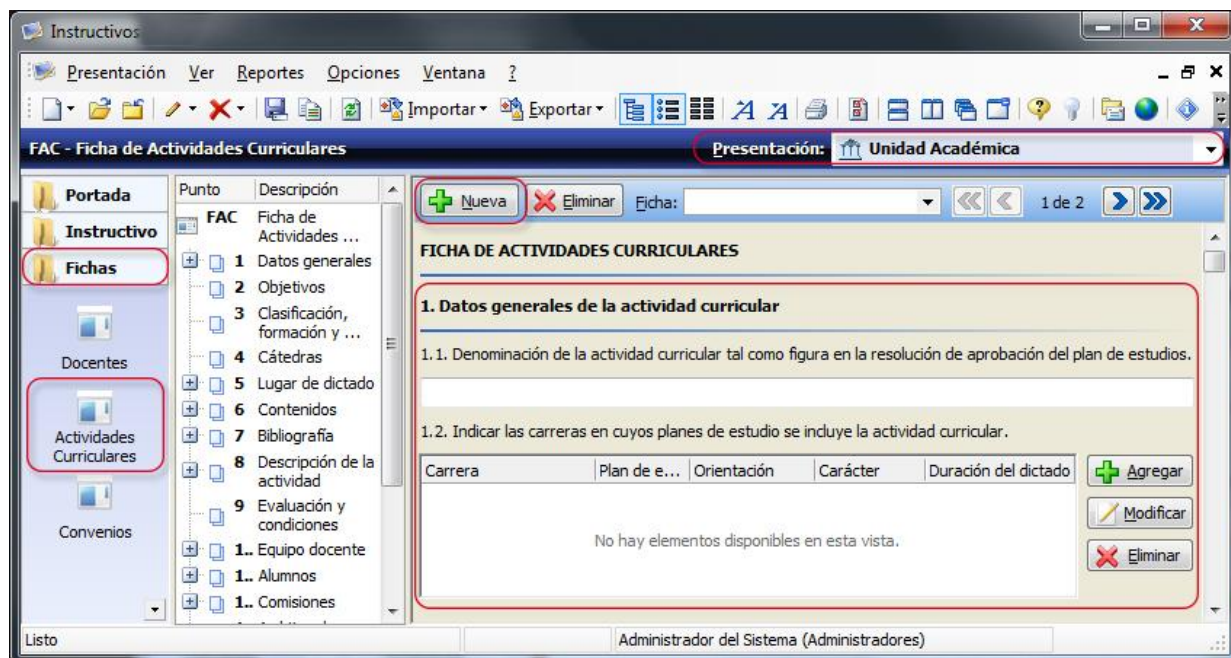 Instructivos
Presentación Ver Reportes Opciones Ventana ?
Importar Exportar
FAC - Ficha de Actividades Curriculares
Presentación: Unidad Académica
Portada
Instructivo
Fichas
Docentes
Actividades
Curriculares
Convenios
Punto Descripción
FAC Ficha de
Actividades ...
1 Datos generales
2 Objetivos
3 Clasificación,
formación y ...
4 Cátedras
5 Lugar de dictado
6 Contenidos
7 Bibliografía
8 Descripción de la
actividad
9 Evaluación y
condiciones
1.. Equipo docente
1.. Alumnos
1.. Comisiones
Nueva Eliminar Ficha: 1 de 2
FICHA DE ACTIVIDADES CURRICULARES
1. Datos generales de la actividad curricular
1.1. Denominación de la actividad curricular tal como figura en la resolución de aprobación del plan de estudios.
1.2. Indicar las carreras en cuyos planes de estudio se incluye la actividad curricular.
Carrera Plan de e... Orientación Carácter Duración del dictado
No hay elementos disponibles en esta vista.
Agregar
Modificar
Eliminar
Listo Administrador del Sistema (Administradores)